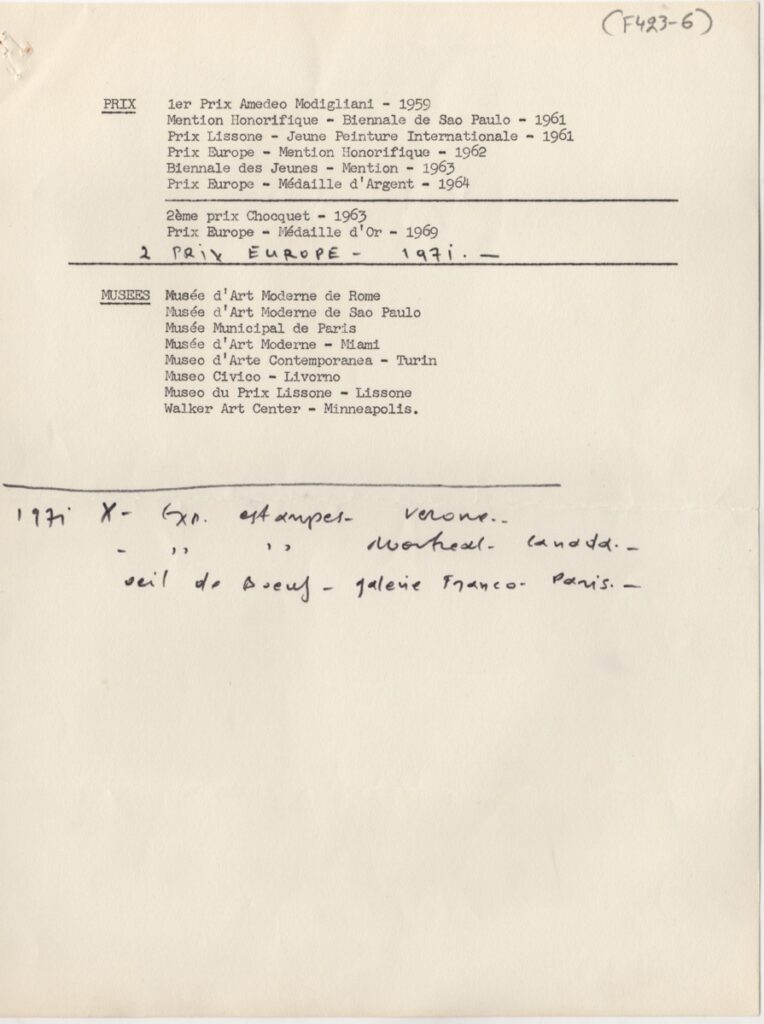 (F423-6)
PRIX 1er Prix Amedeo Modigliani - 1959
Mention Honorifique - Biennale de Sao Paulo - 1961
Prix Lissone - Jeune Peinture Internationale - 1961
Prix Europe - Mention Honorifique - 1962
Biennale des Jeunes - Mention - 1963
Prix Europe - Médaille d'Argent - 1964
2ème prix Chocquet - 1963
Prix Europe - Médaille d'Or - 1969
2 PRIX EUROPE - 1971. -
MUSEES Musée d'Art Moderne de Rome
Musée d'Art Moderne de Sao Paulo
Musée Municipal de Paris
Musée d'Art Moderne - Miami
Museo d'Arte Contemporanea - Turin
Museo Civico - Livorno
Museo du Prix Lissone - Lissone
Walker Art Center - Minneapolis.
1971 X - Exp. estampes - Verone. -
- ,, ,, Montreal - Canada. -
oeil de Boeuf - galerie Franco - Paris. -